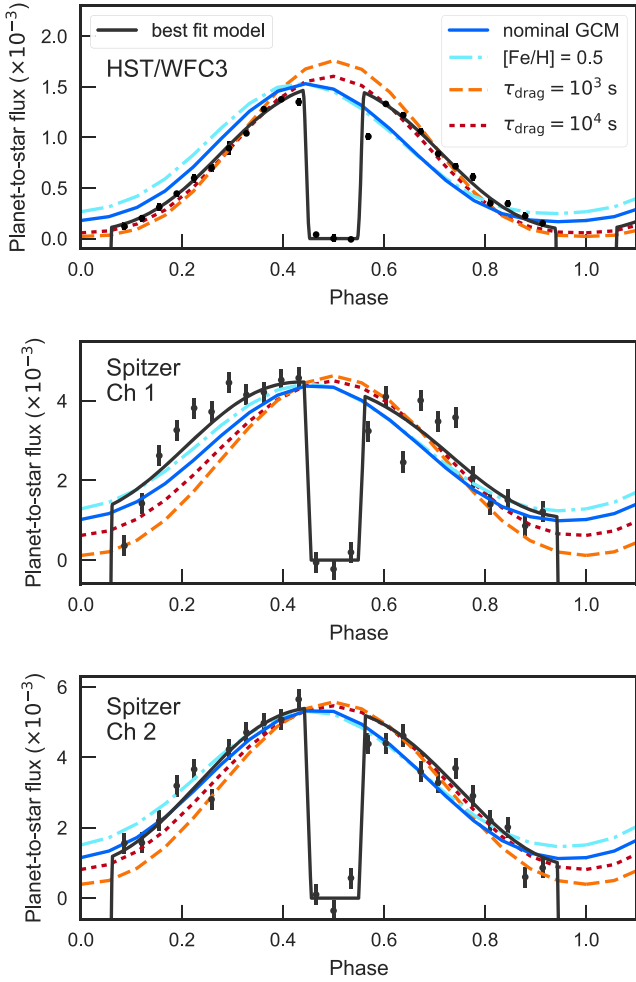 best fit model
HST/WFC3
nominal GCM
[Fe/H] = 0.5
τdrag = 10³ s
τdrag = 10⁴ s
Planet-to-star flux (×10⁻³)
2.0
1.5
1.0
0.5
0.0
0.0 0.2 0.4 0.6 0.8 1.0
Phase
Spitzer
Ch 1
Planet-to-star flux (×10⁻³)
4
2
0
0.0 0.2 0.4 0.6 0.8 1.0
Phase
Spitzer
Ch 2
Planet-to-star flux (×10⁻³)
6
4
2
0
0.0 0.2 0.4 0.6 0.8 1.0
Phase